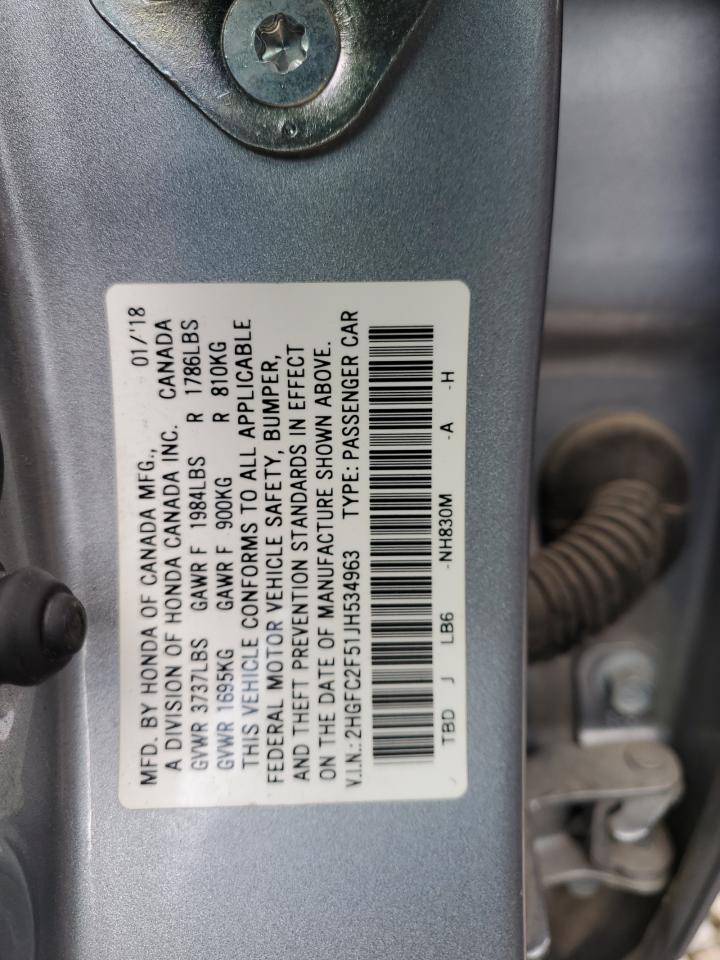 MFD. BY HONDA OF CANADA MFG., 01/'18
A DIVISION OF HONDA CANADA INC. CANADA
GVWR 3737LBS GAWR F 1984LBS R 1786LBS
GVWR 1695KG GAWR F 900KG R 810KG
THIS VEHICLE CONFORMS TO ALL APPLICABLE
FEDERAL MOTOR VEHICLE SAFETY, BUMPER,
AND THEFT PREVENTION STANDARDS IN EFFECT
ON THE DATE OF MANUFACTURE SHOWN ABOVE.
V.I.N.: 2HGFC2F51JH534963 TYPE: PASSENGER CAR
TBD J LB6 -NH830M -A -H